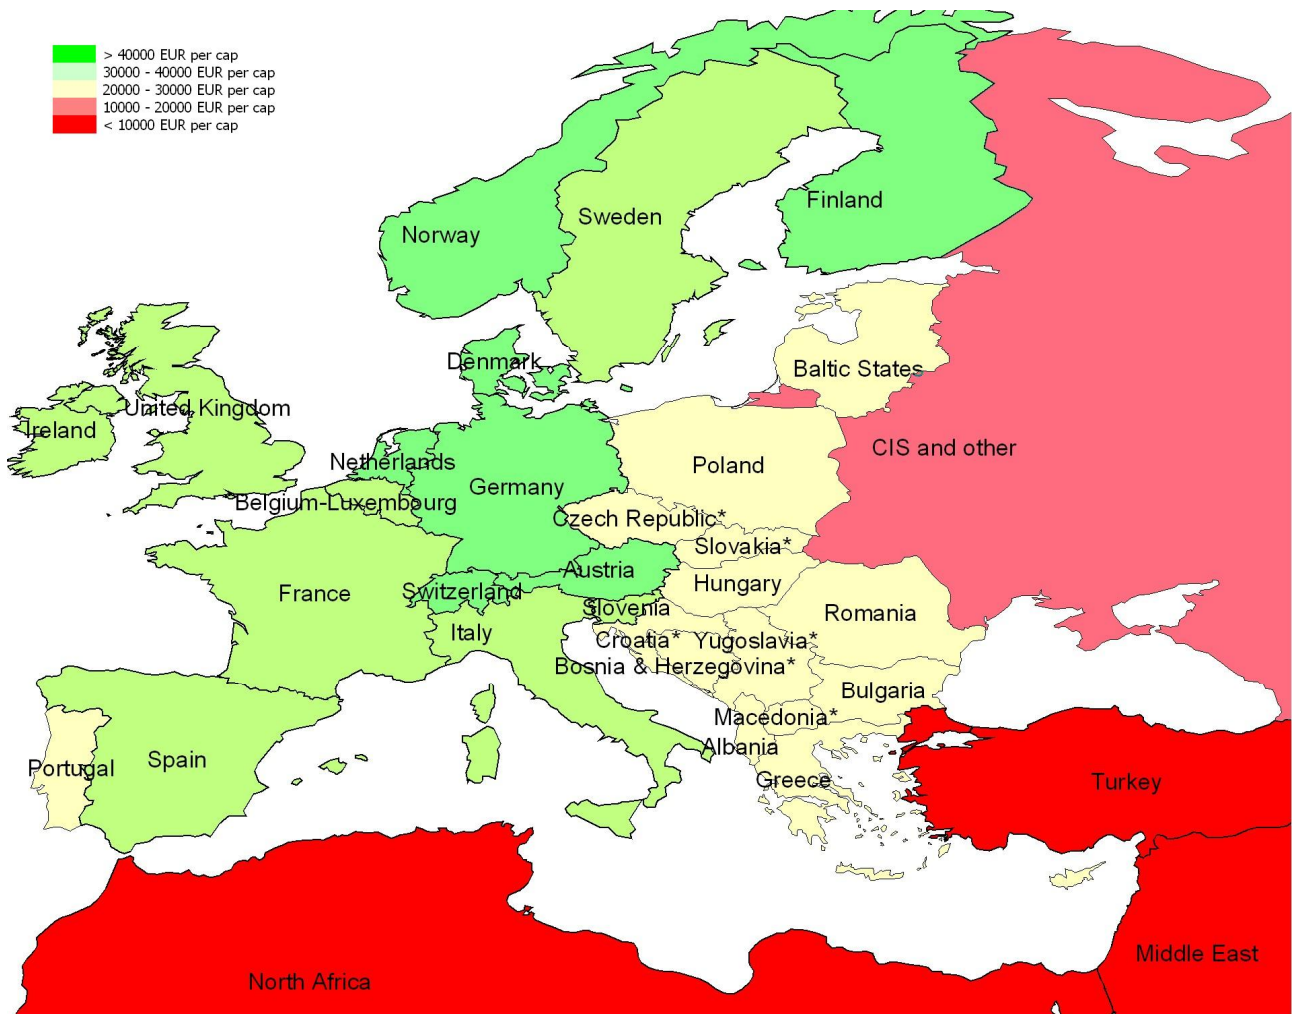 > 40000 EUR per cap
30000 - 40000 EUR per cap
20000 - 30000 EUR per cap
10000 - 20000 EUR per cap
< 10000 EUR per cap
Finland
Sweden
Norway
Denmark
Baltic States
United Kingdom
Ireland
CIS and other
Netherlands
Poland
Germany
Belgium-Luxembourg
Czech Republic*
Slovakia*
Austria
Hungary
Switzerland
France
Slovenia
Romania
Italy
Croatia*
Yugoslavia*
Bosnia & Herzegovina*
Bulgaria
Macedonia*
Albania
Spain
Portugal
Greece
Turkey
Middle East
North Africa